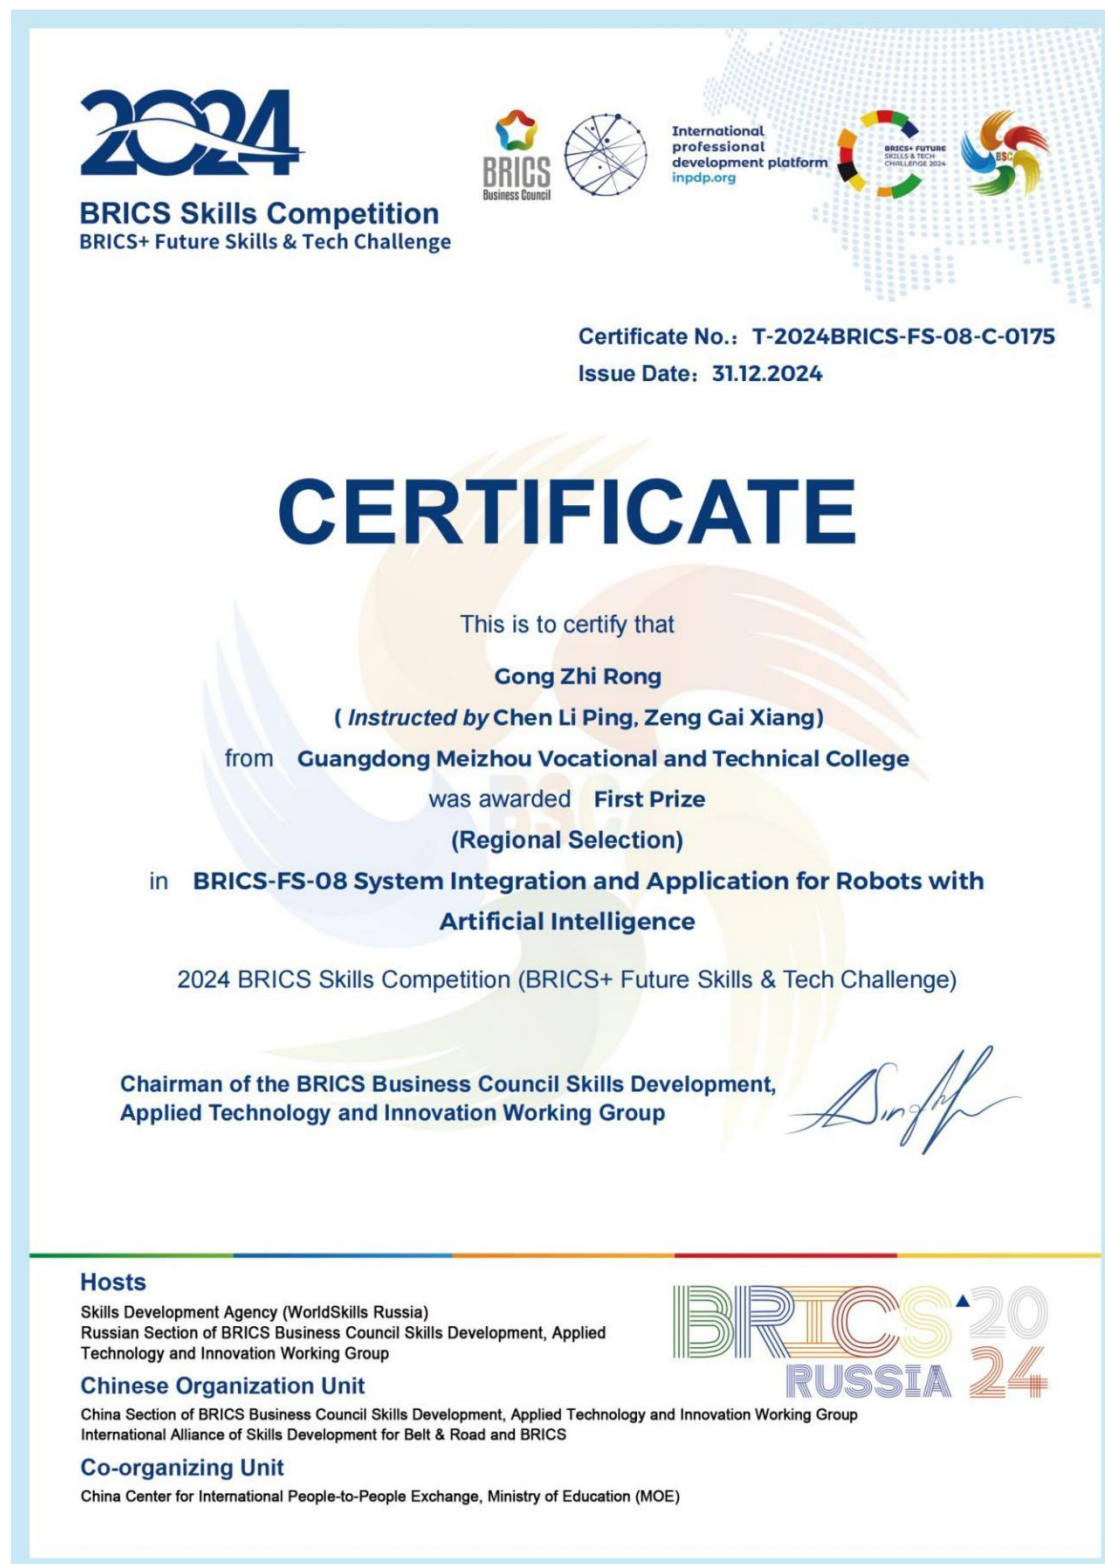 2024
BRICS Skills Competition
BRICS+ Future Skills & Tech Challenge
BRICS
Business Council
International
professional
development platform
inpdp.org
BRICS+ FUTURE
SKILLS & TECH
CHALLENGE 2024
BSC
Certificate No.: T-2024BRICS-FS-08-C-0175
Issue Date: 31.12.2024
CERTIFICATE
This is to certify that
Gong Zhi Rong
( Instructed by Chen Li Ping, Zeng Gai Xiang)
from Guangdong Meizhou Vocational and Technical College
was awarded First Prize
BSC
(Regional Selection)
in BRICS-FS-08 System Integration and Application for Robots with
Artificial Intelligence
2024 BRICS Skills Competition (BRICS+ Future Skills & Tech Challenge)
Chairman of the BRICS Business Council Skills Development,
Applied Technology and Innovation Working Group
Hosts
Skills Development Agency (WorldSkills Russia)
Russian Section of BRICS Business Council Skills Development, Applied
Technology and Innovation Working Group
BRICS 2024
RUSSIA
Chinese Organization Unit
China Section of BRICS Business Council Skills Development, Applied Technology and Innovation Working Group
International Alliance of Skills Development for Belt & Road and BRICS
Co-organizing Unit
China Center for International People-to-People Exchange, Ministry of Education (MOE)